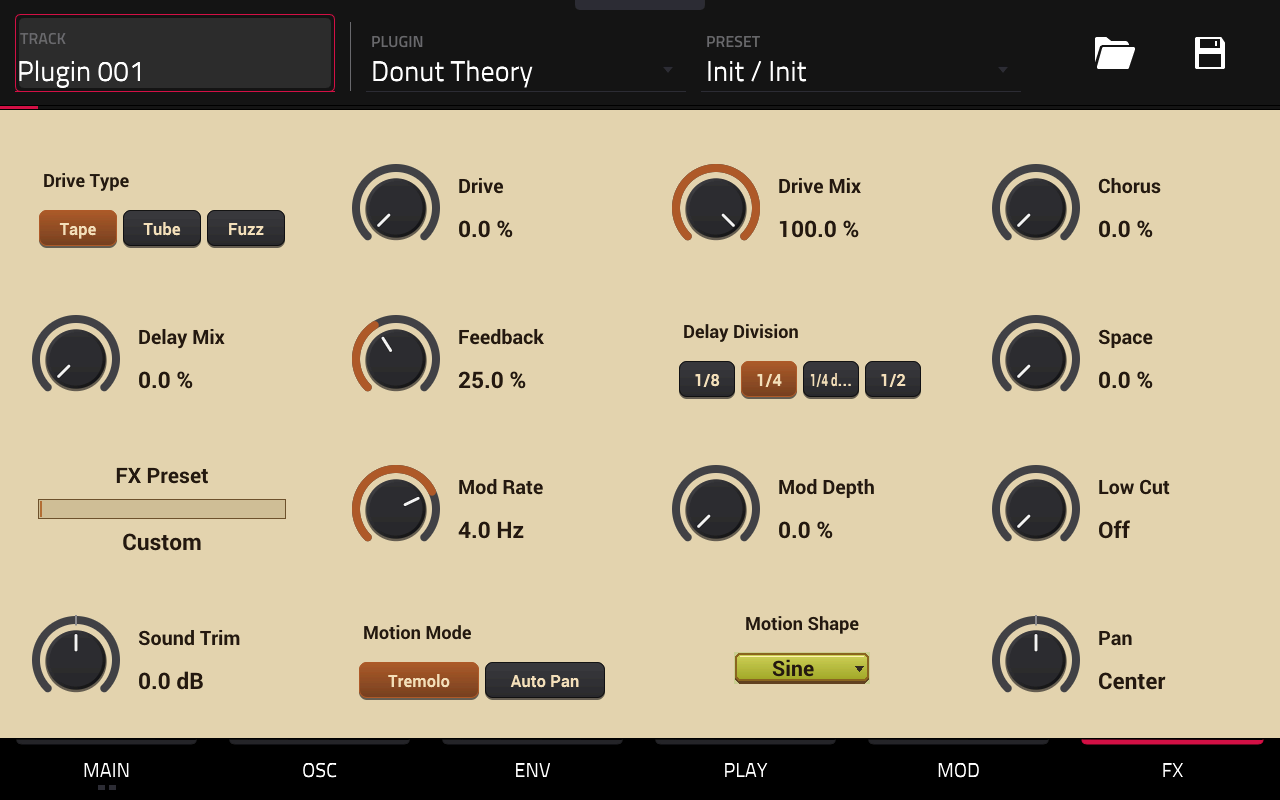 TRACK
Plugin 001
PLUGIN
Donut Theory
PRESET
Init / Init
Drive Type
Tape
Tube
Fuzz
Drive
0.0 %
Drive Mix
100.0 %
Chorus
0.0 %
Delay Mix
0.0 %
Feedback
25.0 %
Delay Division
1/8
1/4
1/4 d...
1/2
Space
0.0 %
FX Preset
Custom
Mod Rate
4.0 Hz
Mod Depth
0.0 %
Low Cut
Off
Sound Trim
0.0 dB
Motion Mode
Tremolo
Auto Pan
Motion Shape
Sine
Pan
Center
MAIN
OSC
ENV
PLAY
MOD
FX